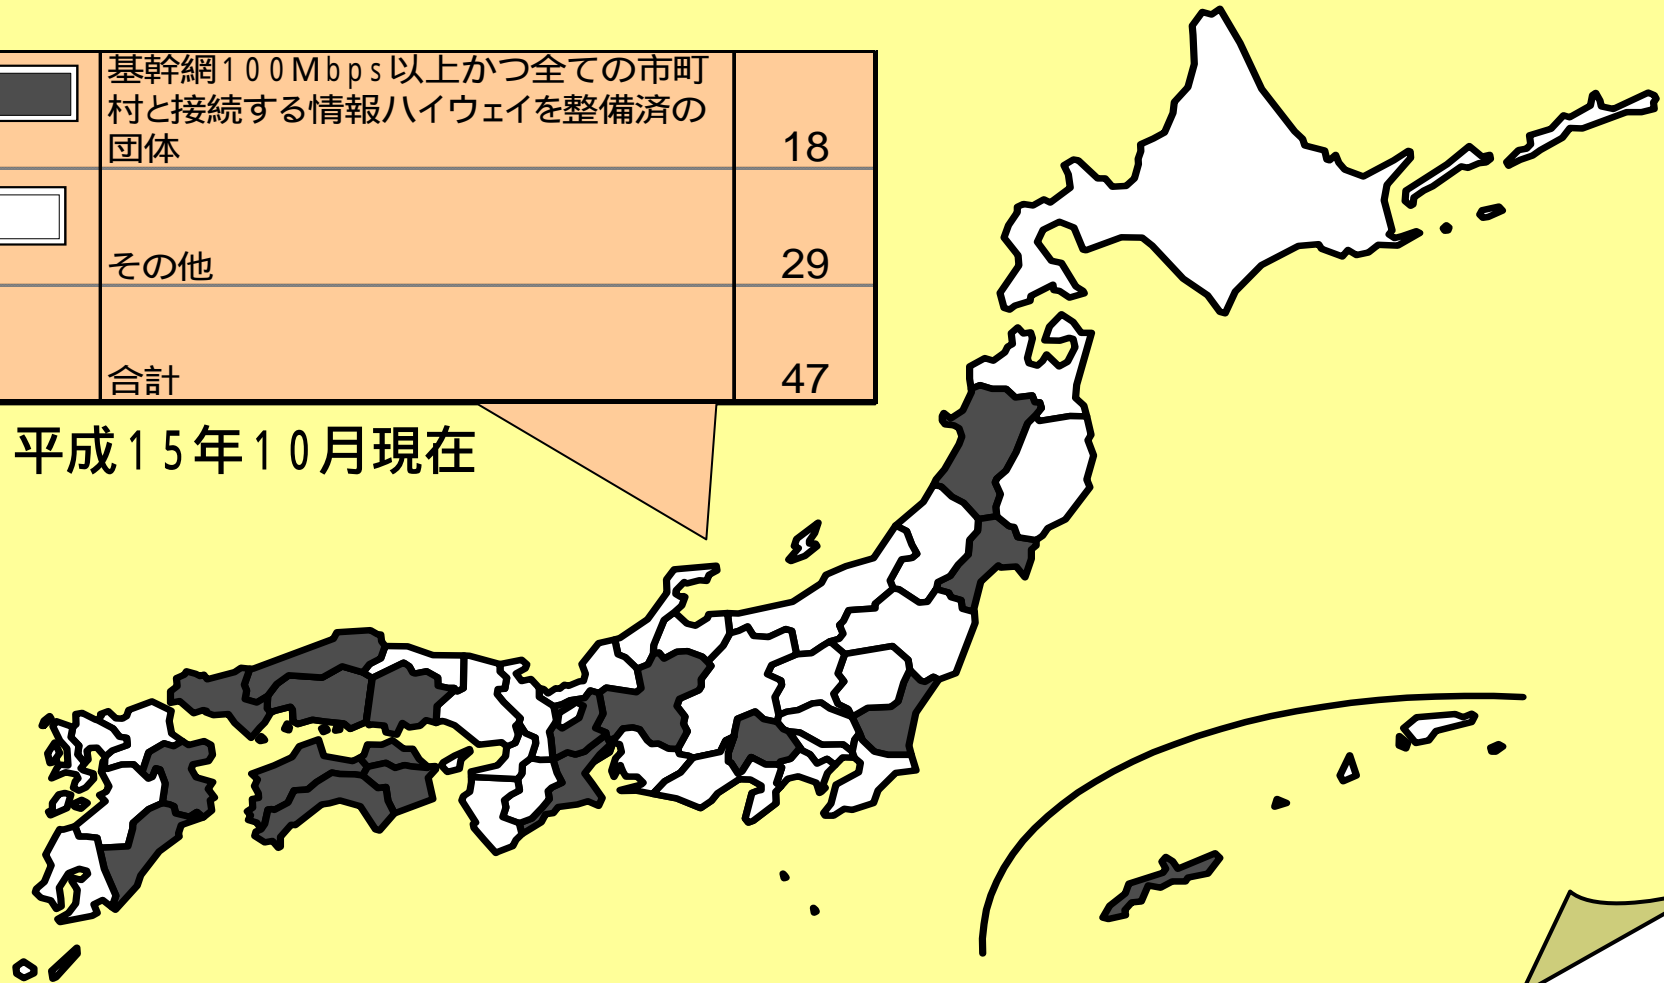 基幹網100Mbps以上かつ全ての市町
村と接続する情報ハイウェイを整備済の
団体 18
その他 29
合計 47
平成15年10月現在